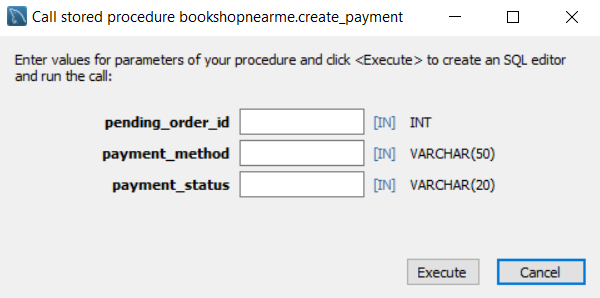 Call stored procedure bookshopnearme.create_payment
Enter values for parameters of your procedure and click <Execute> to create an SQL editor
and run the call:
pending_order_id [IN] INT
payment_method [IN] VARCHAR(50)
payment_status [IN] VARCHAR(20)
Execute Cancel